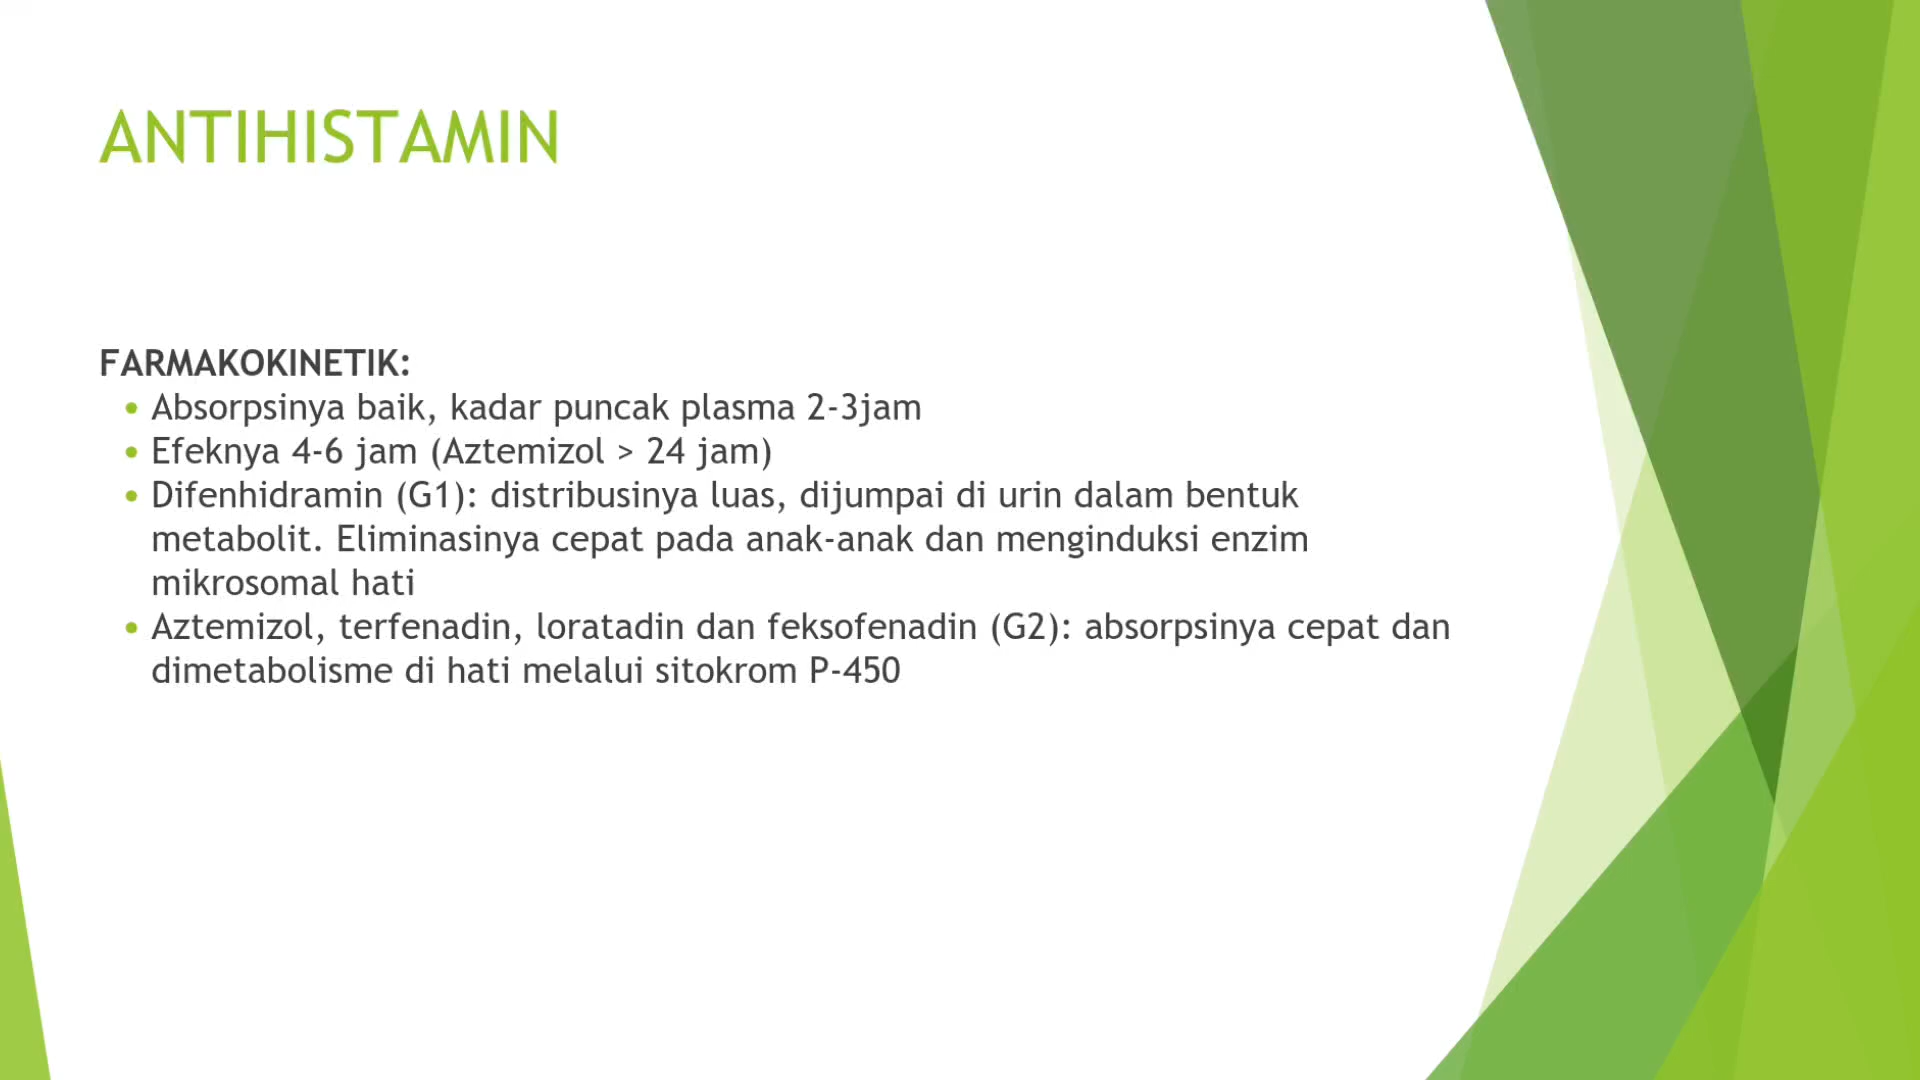 ANTIHISTAMIN
FARMAKOKINETIK:
• Absorpsinya baik, kadar puncak plasma 2-3jam
• Efeknya 4-6 jam (Aztemizol > 24 jam)
• Difenhidramin (G1): distribusinya luas, dijumpai di urin dalam bentuk
metabolit. Eliminasinya cepat pada anak-anak dan menginduksi enzim
mikrosomal hati
• Aztemizol, terfenadin, loratadin dan feksofenadin (G2): absorpsinya cepat dan
dimetabolisme di hati melalui sitokrom P-450